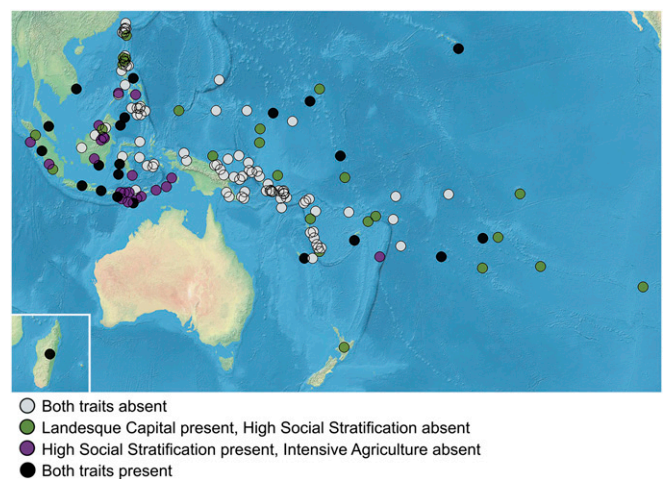 Both traits absent
Landesque Capital present, High Social Stratification absent
High Social Stratification present, Intensive Agriculture absent
Both traits present